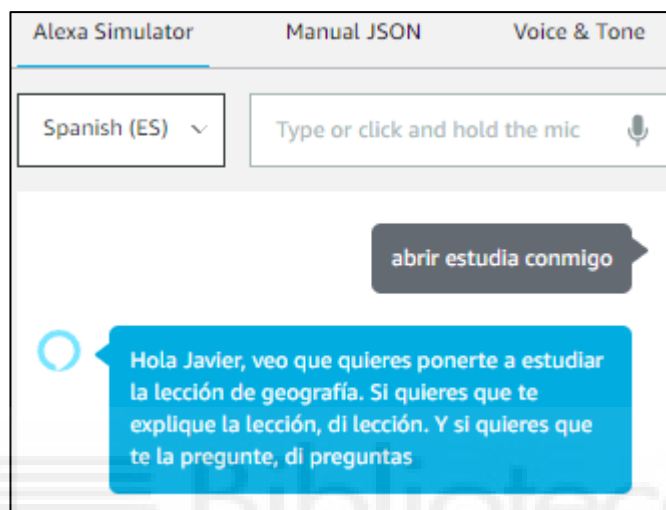 Alexa Simulator Manual JSON Voice & Tone
Spanish (ES) Type or click and hold the mic
abrir estudia conmigo
Hola Javier, veo que quieres ponerte a estudiar
la lección de geografía. Si quieres que te
explique la lección, di lección. Y si quieres que
te la pregunte, di preguntas
Bibliotec